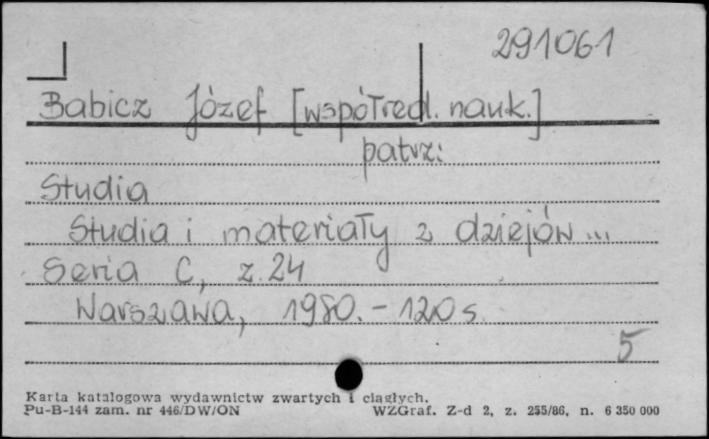 291061
Babicz Józef [współred. nauk.]
patrz:
Studia
Studia i materiały z dziejów ...
Seria C, z. 24
Warszawa, 1980. - 120 s.
5
Karta katalogowa wydawnictw zwartych i ciągłych.
Pu-B-144 zam. nr 446/DW/ON WZGraf. Z-d 2, z. 255/86, n. 6 350 000